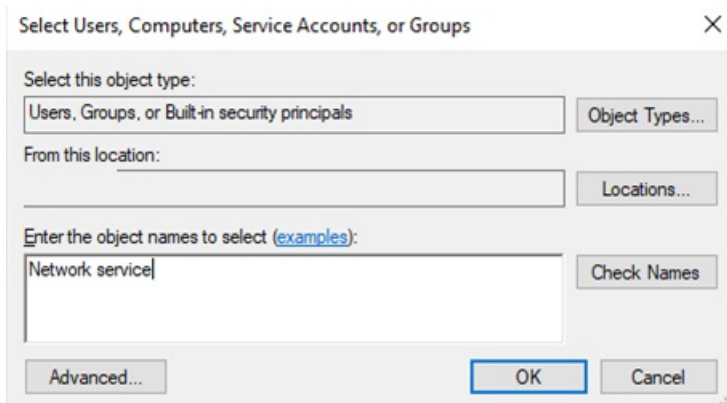 Select Users, Computers, Service Accounts, or Groups
Select this object type:
Users, Groups, or Built-in security principals
Object Types...
From this location:
Locations...
Enter the object names to select (examples):
Network service
Check Names
Advanced...
OK
Cancel